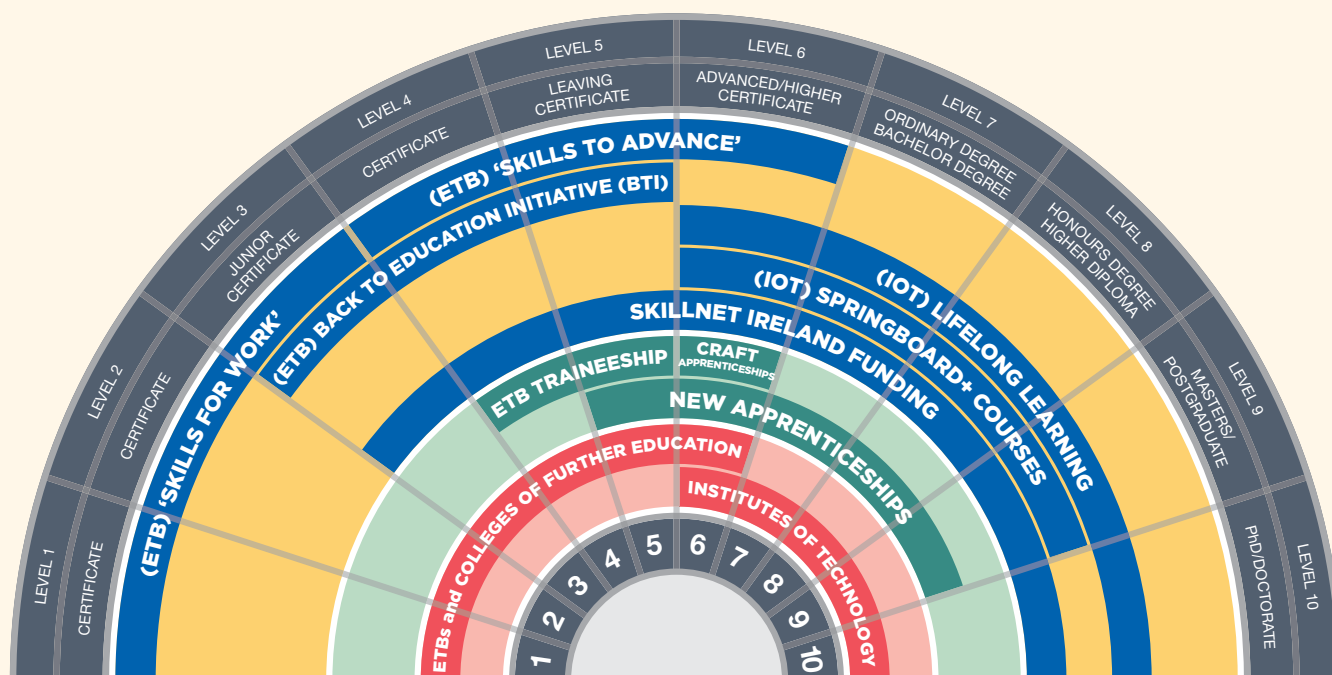 LEVEL 1
LEVEL 2
LEVEL 3
LEVEL 4
LEVEL 5
LEVEL 6
LEVEL 7
LEVEL 8
LEVEL 9
LEVEL 10
CERTIFICATE
CERTIFICATE
JUNIOR
CERTIFICATE
CERTIFICATE
LEAVING
CERTIFICATE
ADVANCED/HIGHER
CERTIFICATE
ORDINARY DEGREE
BACHELOR DEGREE
HONOURS DEGREE
HIGHER DIPLOMA
MASTERS/
POSTGRADUATE
PhD/DOCTORATE
(ETB) ‘SKILLS FOR WORK’
(ETB) ‘SKILLS TO ADVANCE’
(ETB) BACK TO EDUCATION INITIATIVE (BTI)
(IOT) LIFELONG LEARNING
(IOT) SPRINGBOARD+ COURSES
SKILLNET IRELAND FUNDING
ETB TRAINEESHIP
CRAFT
APPRENTICESHIPS
NEW APPRENTICESHIPS
ETBs and COLLEGES OF FURTHER EDUCATION
INSTITUTES OF TECHNOLOGY
1
2
3
4
5
6
7
8
9
10